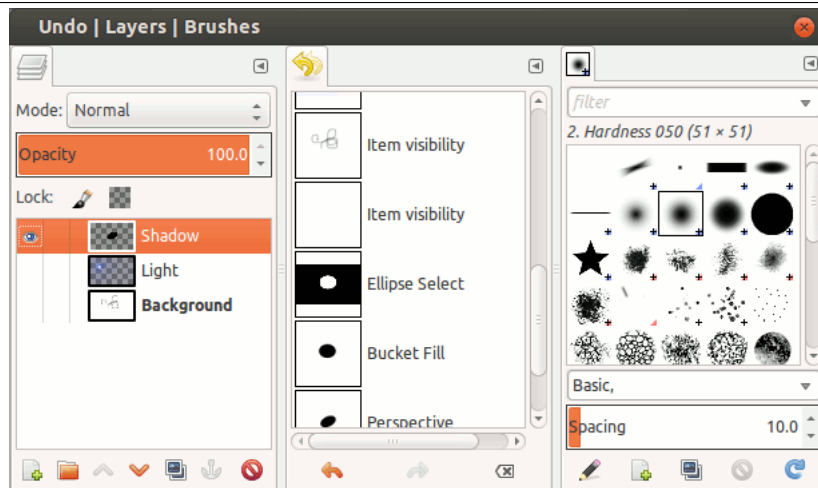 Undo | Layers | Brushes
Mode: Normal
Opacity 100.0
Lock:
Shadow
Light
Background
Item visibility
Item visibility
Ellipse Select
Bucket Fill
Perspective
filter
2. Hardness 050 (51 × 51)
Basic,
Spacing 10.0